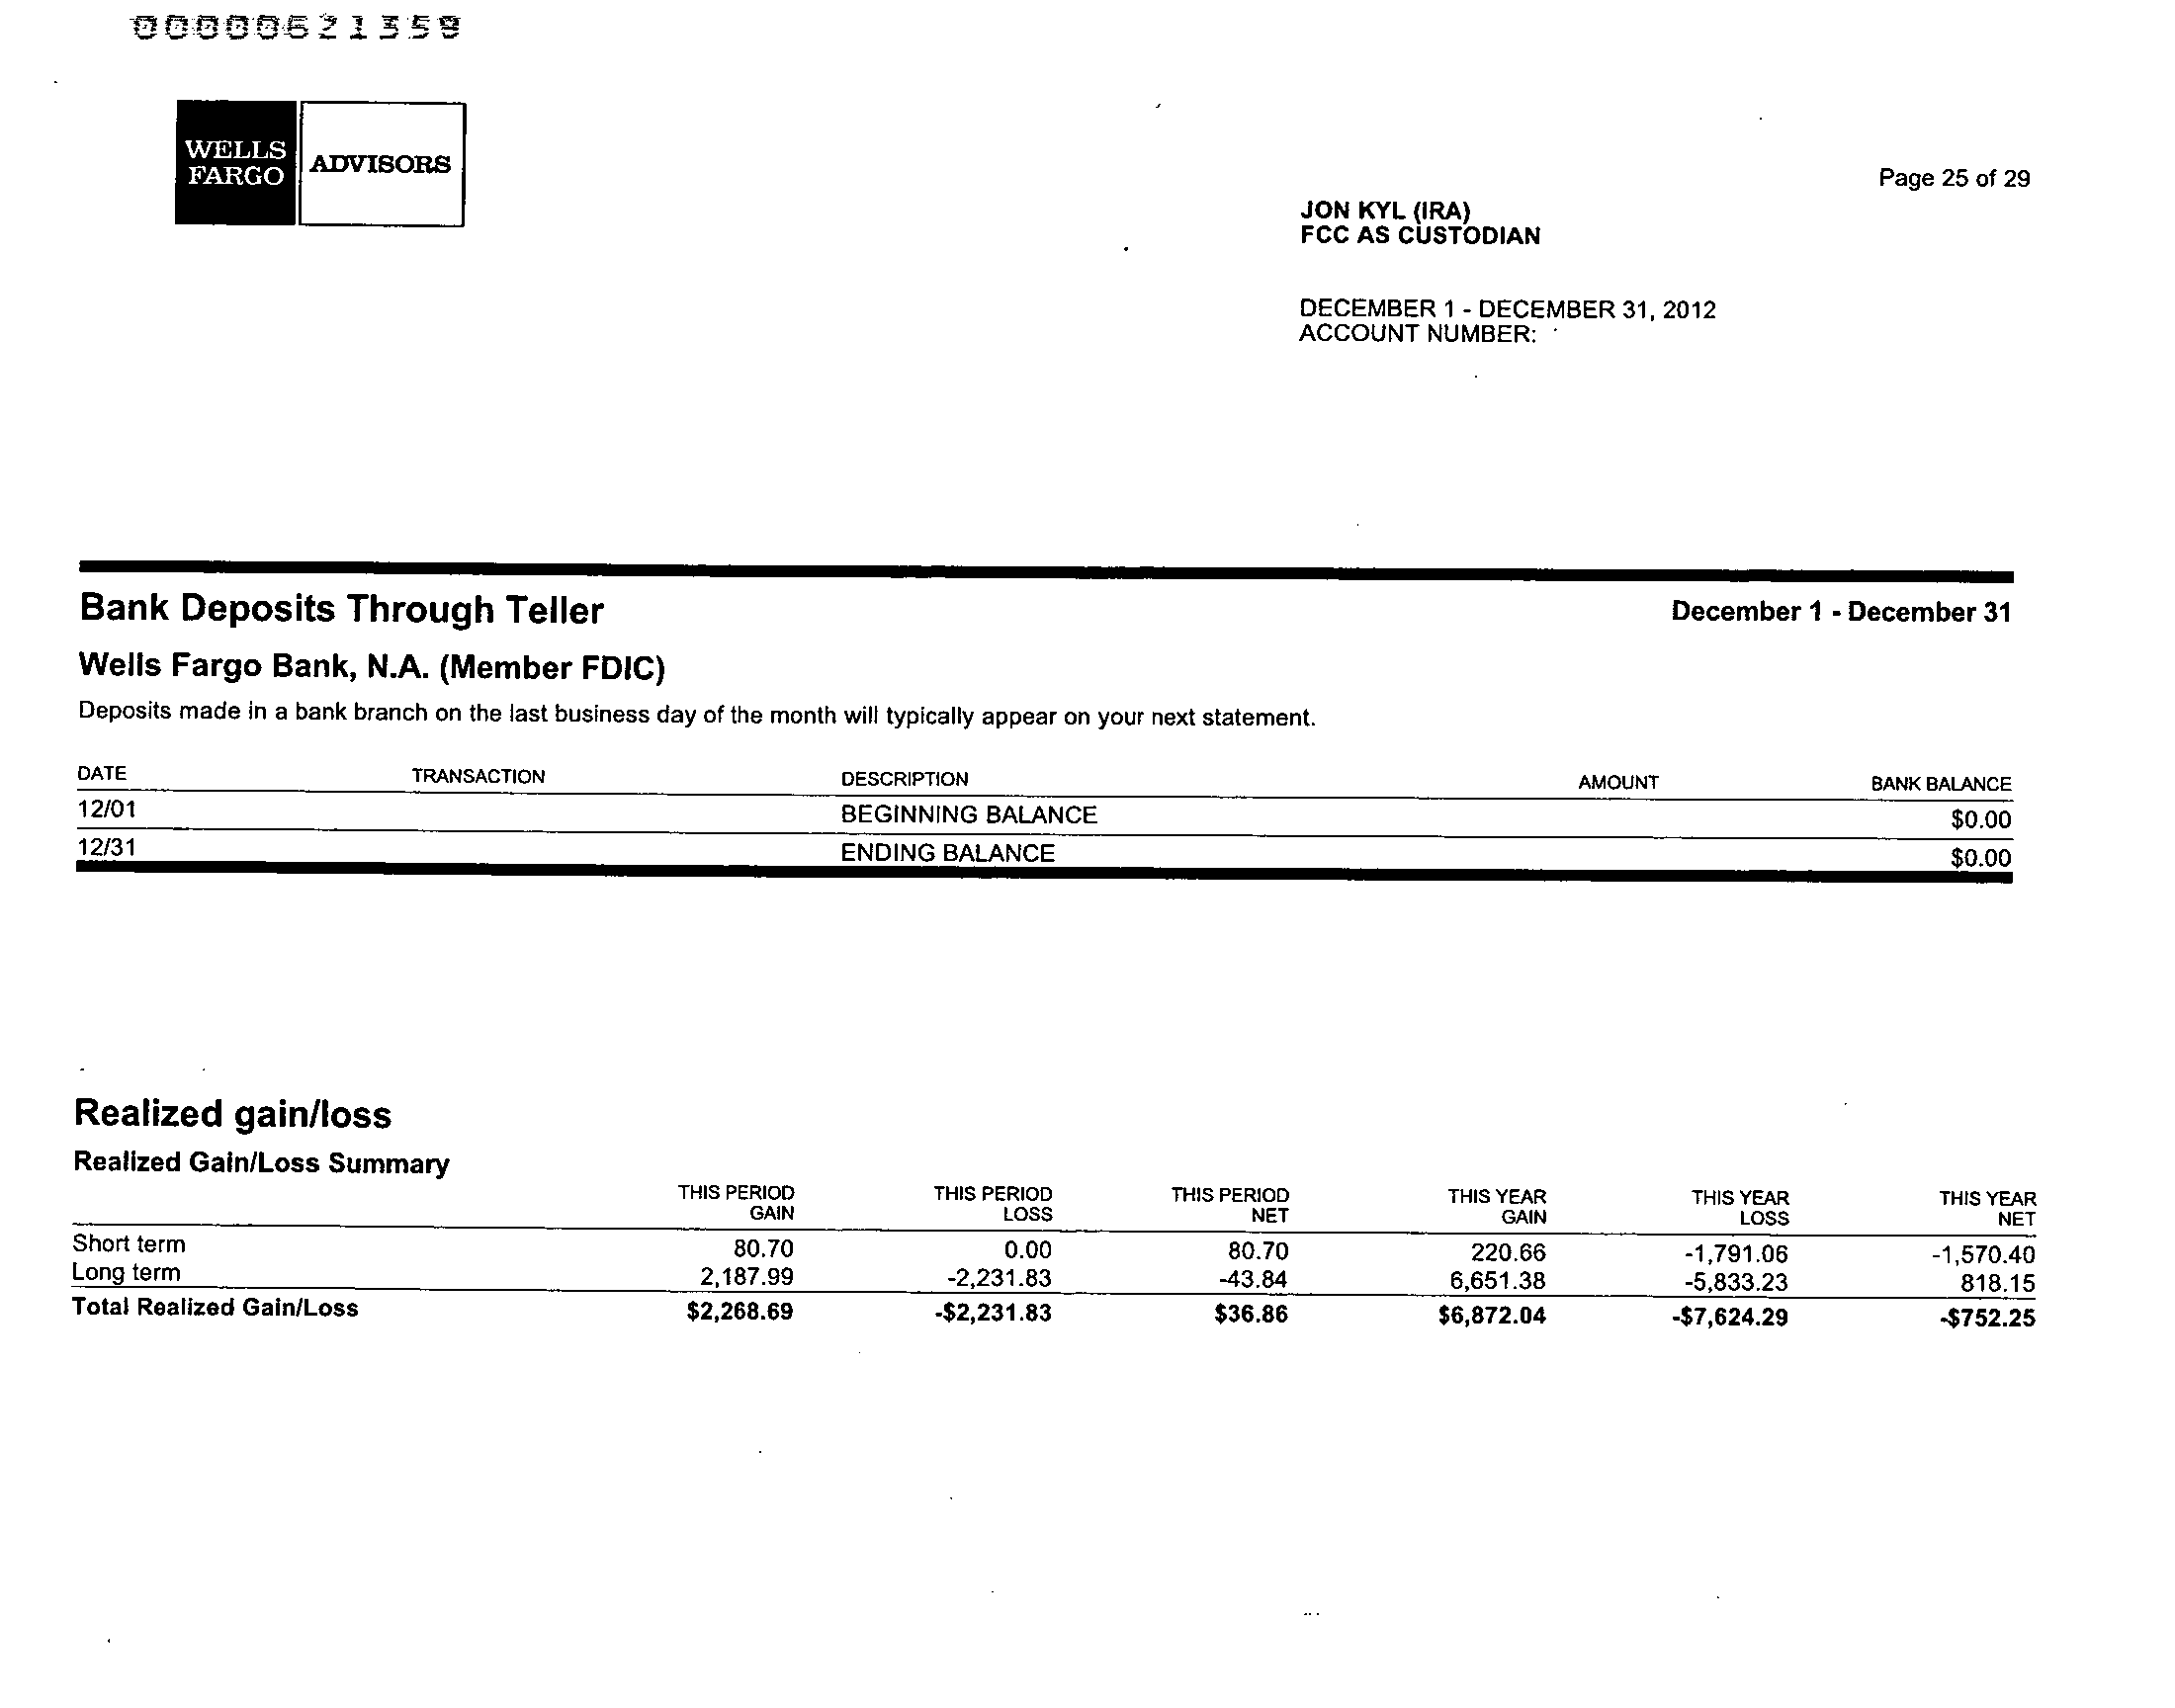 00000621359
WELLS
FARGO
ADVISORS
Page 25 of 29
JON KYL (IRA)
FCC AS CUSTODIAN
DECEMBER 1 - DECEMBER 31, 2012
ACCOUNT NUMBER:
Bank Deposits Through Teller December 1 - December 31
Wells Fargo Bank, N.A. (Member FDIC)
Deposits made in a bank branch on the last business day of the month will typically appear on your next statement.
DATE TRANSACTION DESCRIPTION AMOUNT BANK BALANCE
12/01 BEGINNING BALANCE $0.00
12/31 ENDING BALANCE $0.00
Realized gain/loss
Realized Gain/Loss Summary
THIS PERIOD THIS PERIOD THIS PERIOD THIS YEAR THIS YEAR THIS YEAR
GAIN LOSS NET GAIN LOSS NET
Short term 80.70 0.00 80.70 220.66 -1,791.06 -1,570.40
Long term 2,187.99 -2,231.83 -43.84 6,651.38 -5,833.23 818.15
Total Realized Gain/Loss $2,268.69 -$2,231.83 $36.86 $6,872.04 -$7,624.29 -$752.25